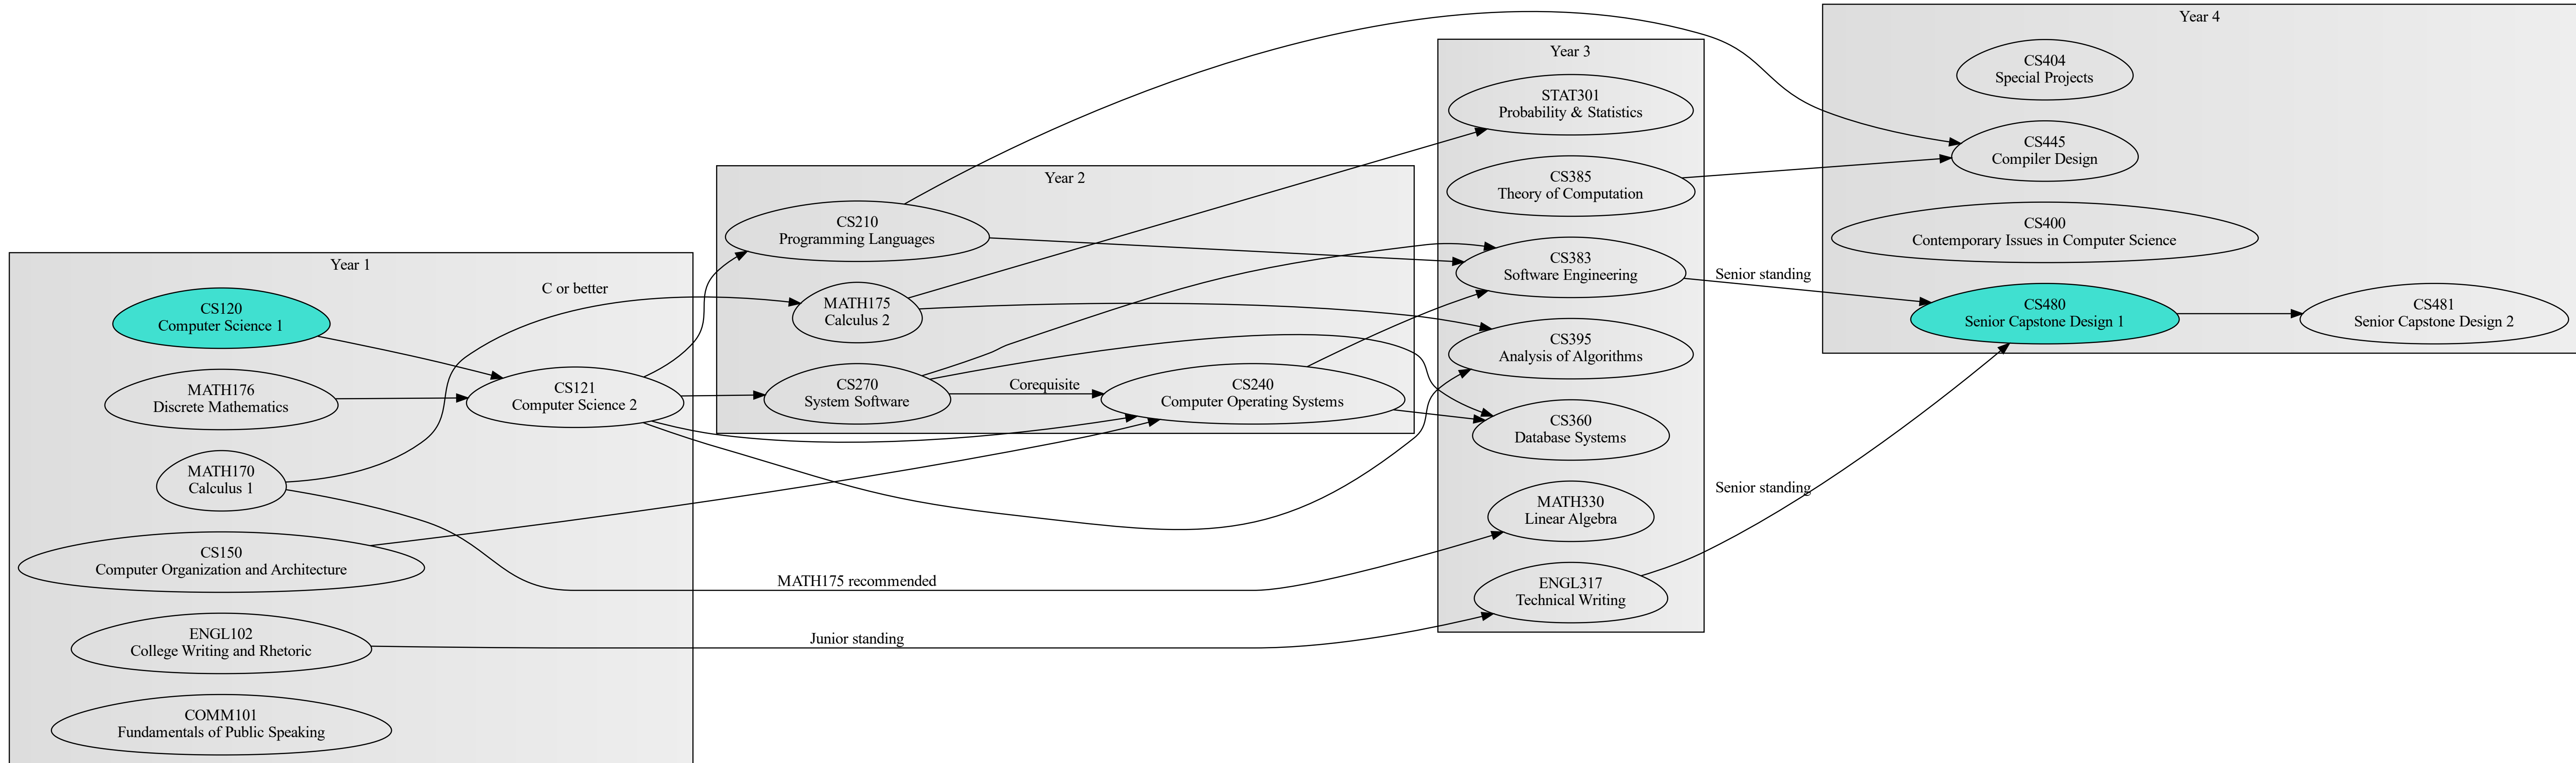 Year 1
CS120
Computer Science 1
MATH176
Discrete Mathematics
MATH170
Calculus 1
CS150
Computer Organization and Architecture
ENGL102
College Writing and Rhetoric
COMM101
Fundamentals of Public Speaking
CS121
Computer Science 2
C or better
MATH175 recommended
Junior standing
Year 2
CS210
Programming Languages
MATH175
Calculus 2
CS270
System Software
Corequisite
CS240
Computer Operating Systems
Year 3
STAT301
Probability & Statistics
CS385
Theory of Computation
CS383
Software Engineering
CS395
Analysis of Algorithms
CS360
Database Systems
MATH330
Linear Algebra
ENGL317
Technical Writing
Senior standing
Senior standing
Year 4
CS404
Special Projects
CS445
Compiler Design
CS400
Contemporary Issues in Computer Science
CS480
Senior Capstone Design 1
CS481
Senior Capstone Design 2